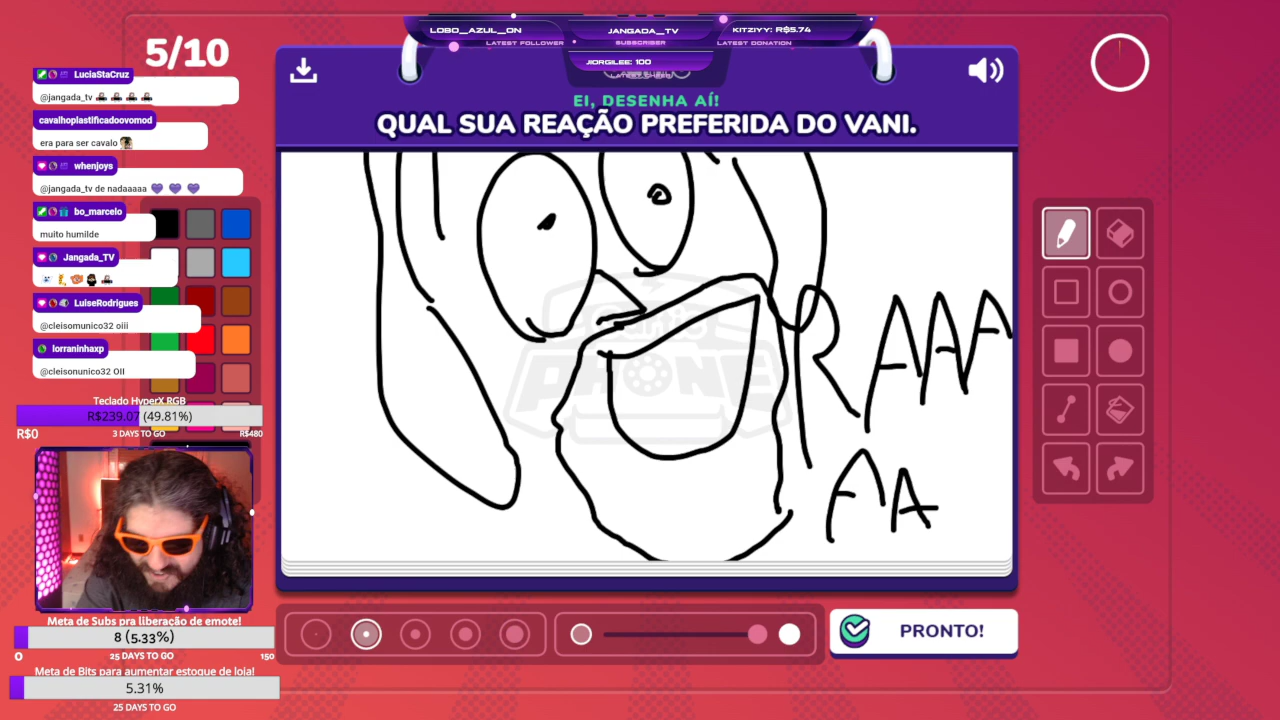 LOBO_AZUL_ON
LATEST FOLLOWER
JANGADA_TV
SUBSCRIBER
KITZIYY: R$5.74
LATEST DONATION
JIORGILEE: 100
5/10
EI, DESENHA AÍ!
QUAL SUA REAÇÃO PREFERIDA DO VANI.
LuciaStaCruz
@jangada_tv
cavalhoplastificadoovomod
era para ser cavalo
whenjoys
@jangada_tv de nadaaaaa
bo_marcelo
muito humilde
Jangada_TV
LuiseRodrigues
@cleisomunico32 oiii
lorraninhaxp
@cleisonunico32 OII
Teclado HyperX RGB
R$239.07 (49.81%)
R$0
3 DAYS TO GO
R$480
RAAA
AA
PHONE
Meta de Subs pra liberação de emote!
8 (5.33%)
0
25 DAYS TO GO
150
Meta de Bits para aumentar estoque de loja!
5.31%
25 DAYS TO GO
PRONTO!